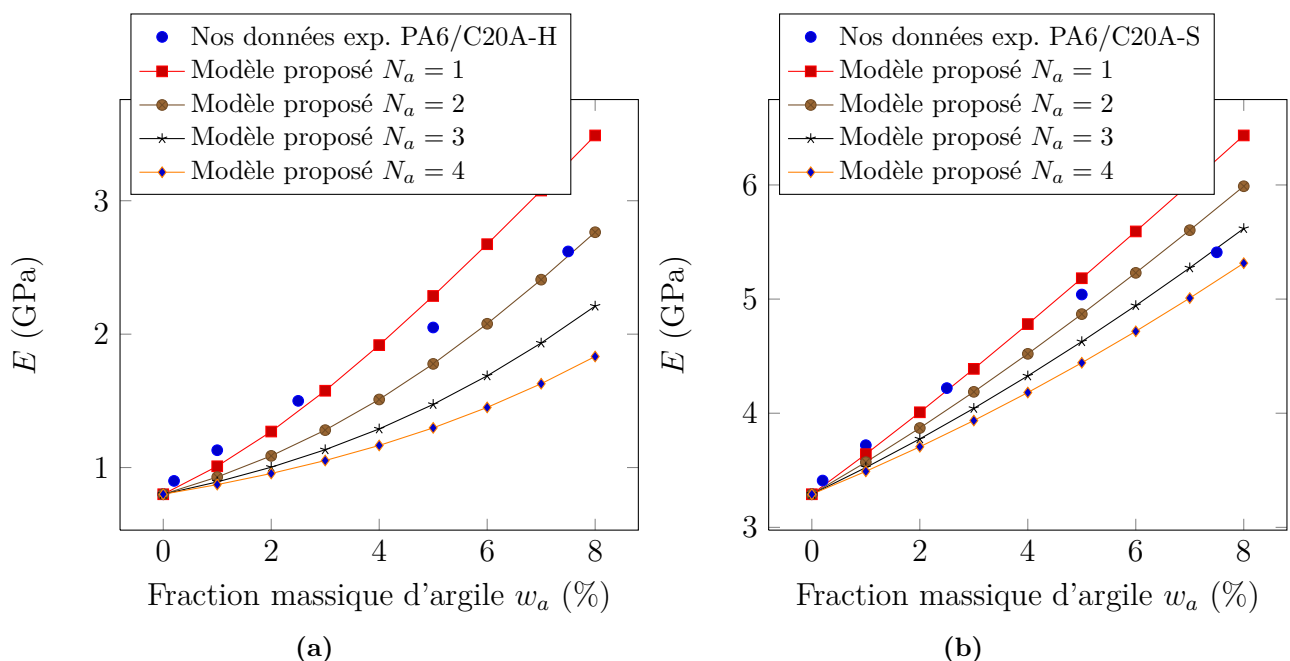 Nos données exp. PA6/C20A-H
Modèle proposé N_a = 1
Modèle proposé N_a = 2
Modèle proposé N_a = 3
Modèle proposé N_a = 4
3
2
1
E (GPa)
0 2 4 6 8
Fraction massique d'argile w_a (%)
(a)
Nos données exp. PA6/C20A-S
Modèle proposé N_a = 1
Modèle proposé N_a = 2
Modèle proposé N_a = 3
Modèle proposé N_a = 4
6
5
4
3
E (GPa)
0 2 4 6 8
Fraction massique d'argile w_a (%)
(b)